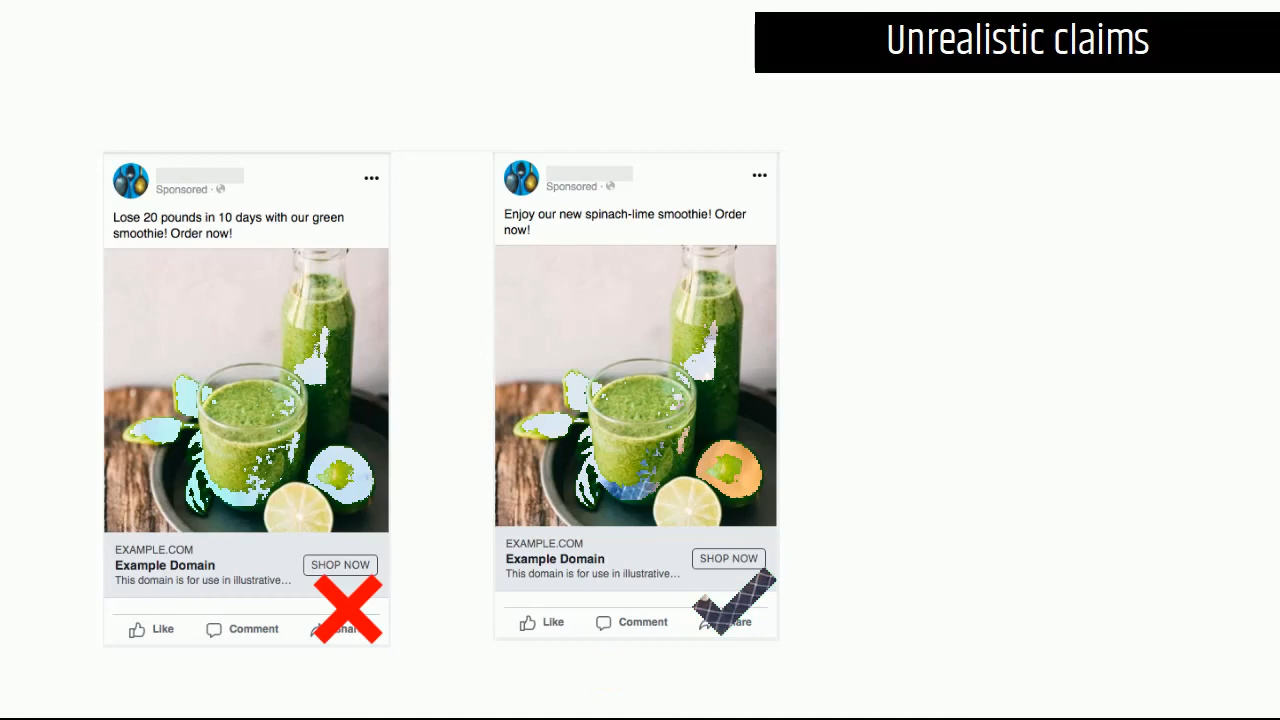 Unrealistic claims
Sponsored ·
Lose 20 pounds in 10 days with our green
smoothie! Order now!
EXAMPLE.COM
Example Domain
This domain is for use in illustrative...
SHOP NOW
Like
Comment
Sponsored ·
Enjoy our new spinach-lime smoothie! Order
now!
EXAMPLE.COM
Example Domain
This domain is for use in illustrative...
SHOP NOW
Like
Comment